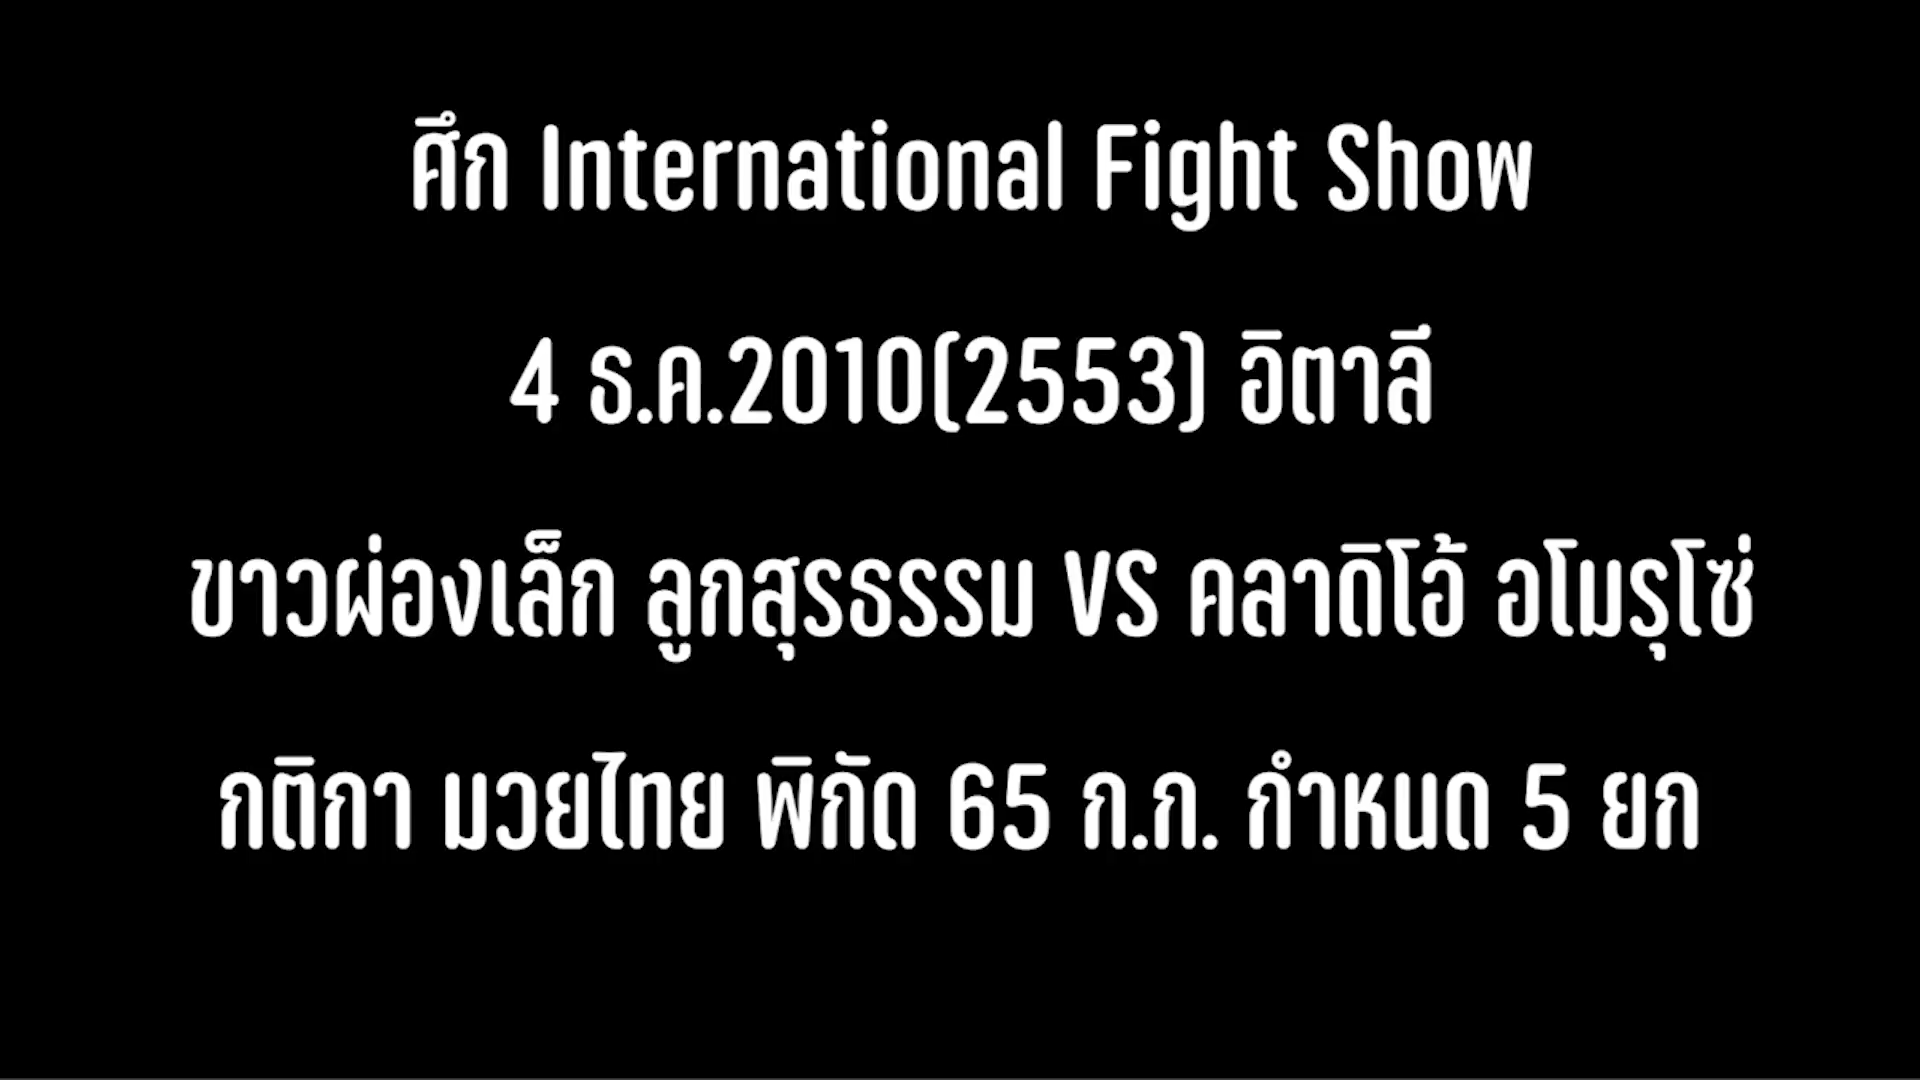 ศึก International Fight Show
4 ธ.ค.2010(2553) อิตาลี
ขาวผ่องเล็ก ลูกสุรธรรม VS คลาดิโอ้ อโมรุโซ่
กติกา มวยไทย พิกัด 65 ก.ก. กำหนด 5 ยก